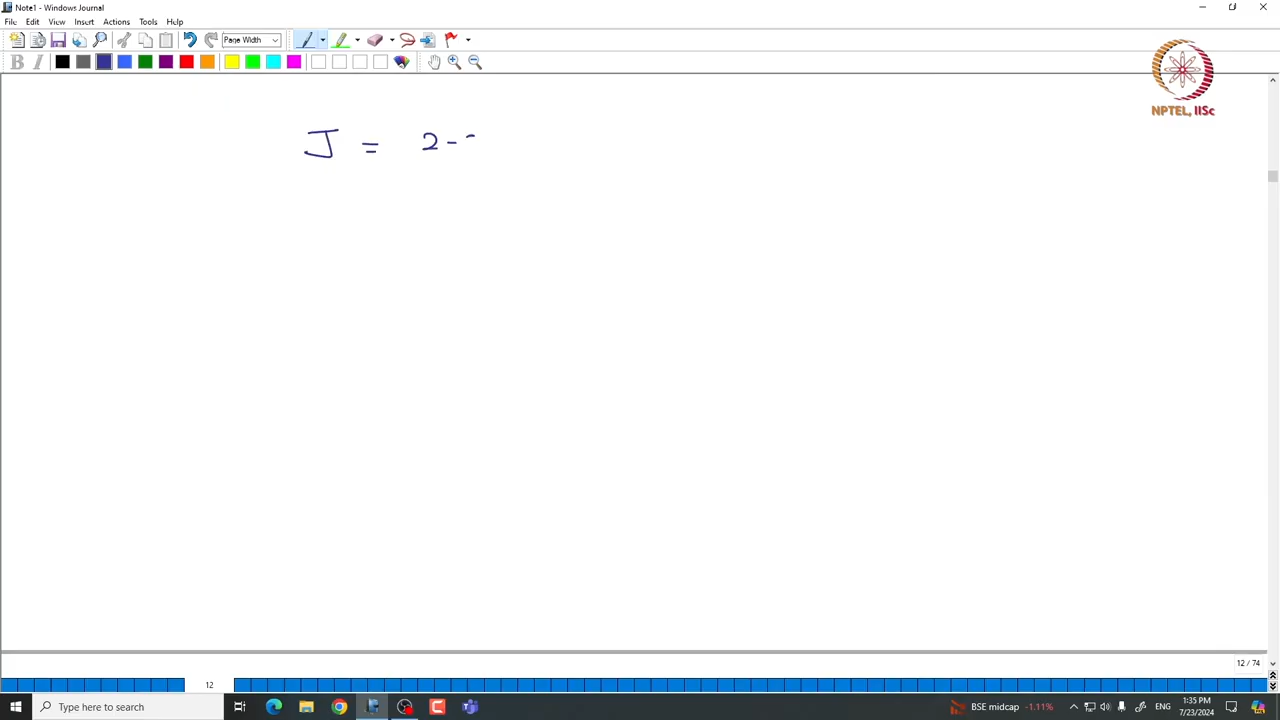 Note1 - Windows Journal
File Edit View Insert Actions Tools Help
Page Width
B I
NPTEL, IISc
J = 2 -
12 / 74
12
Type here to search
BSE midcap -1.11%
ENG
1:35 PM
7/23/2024